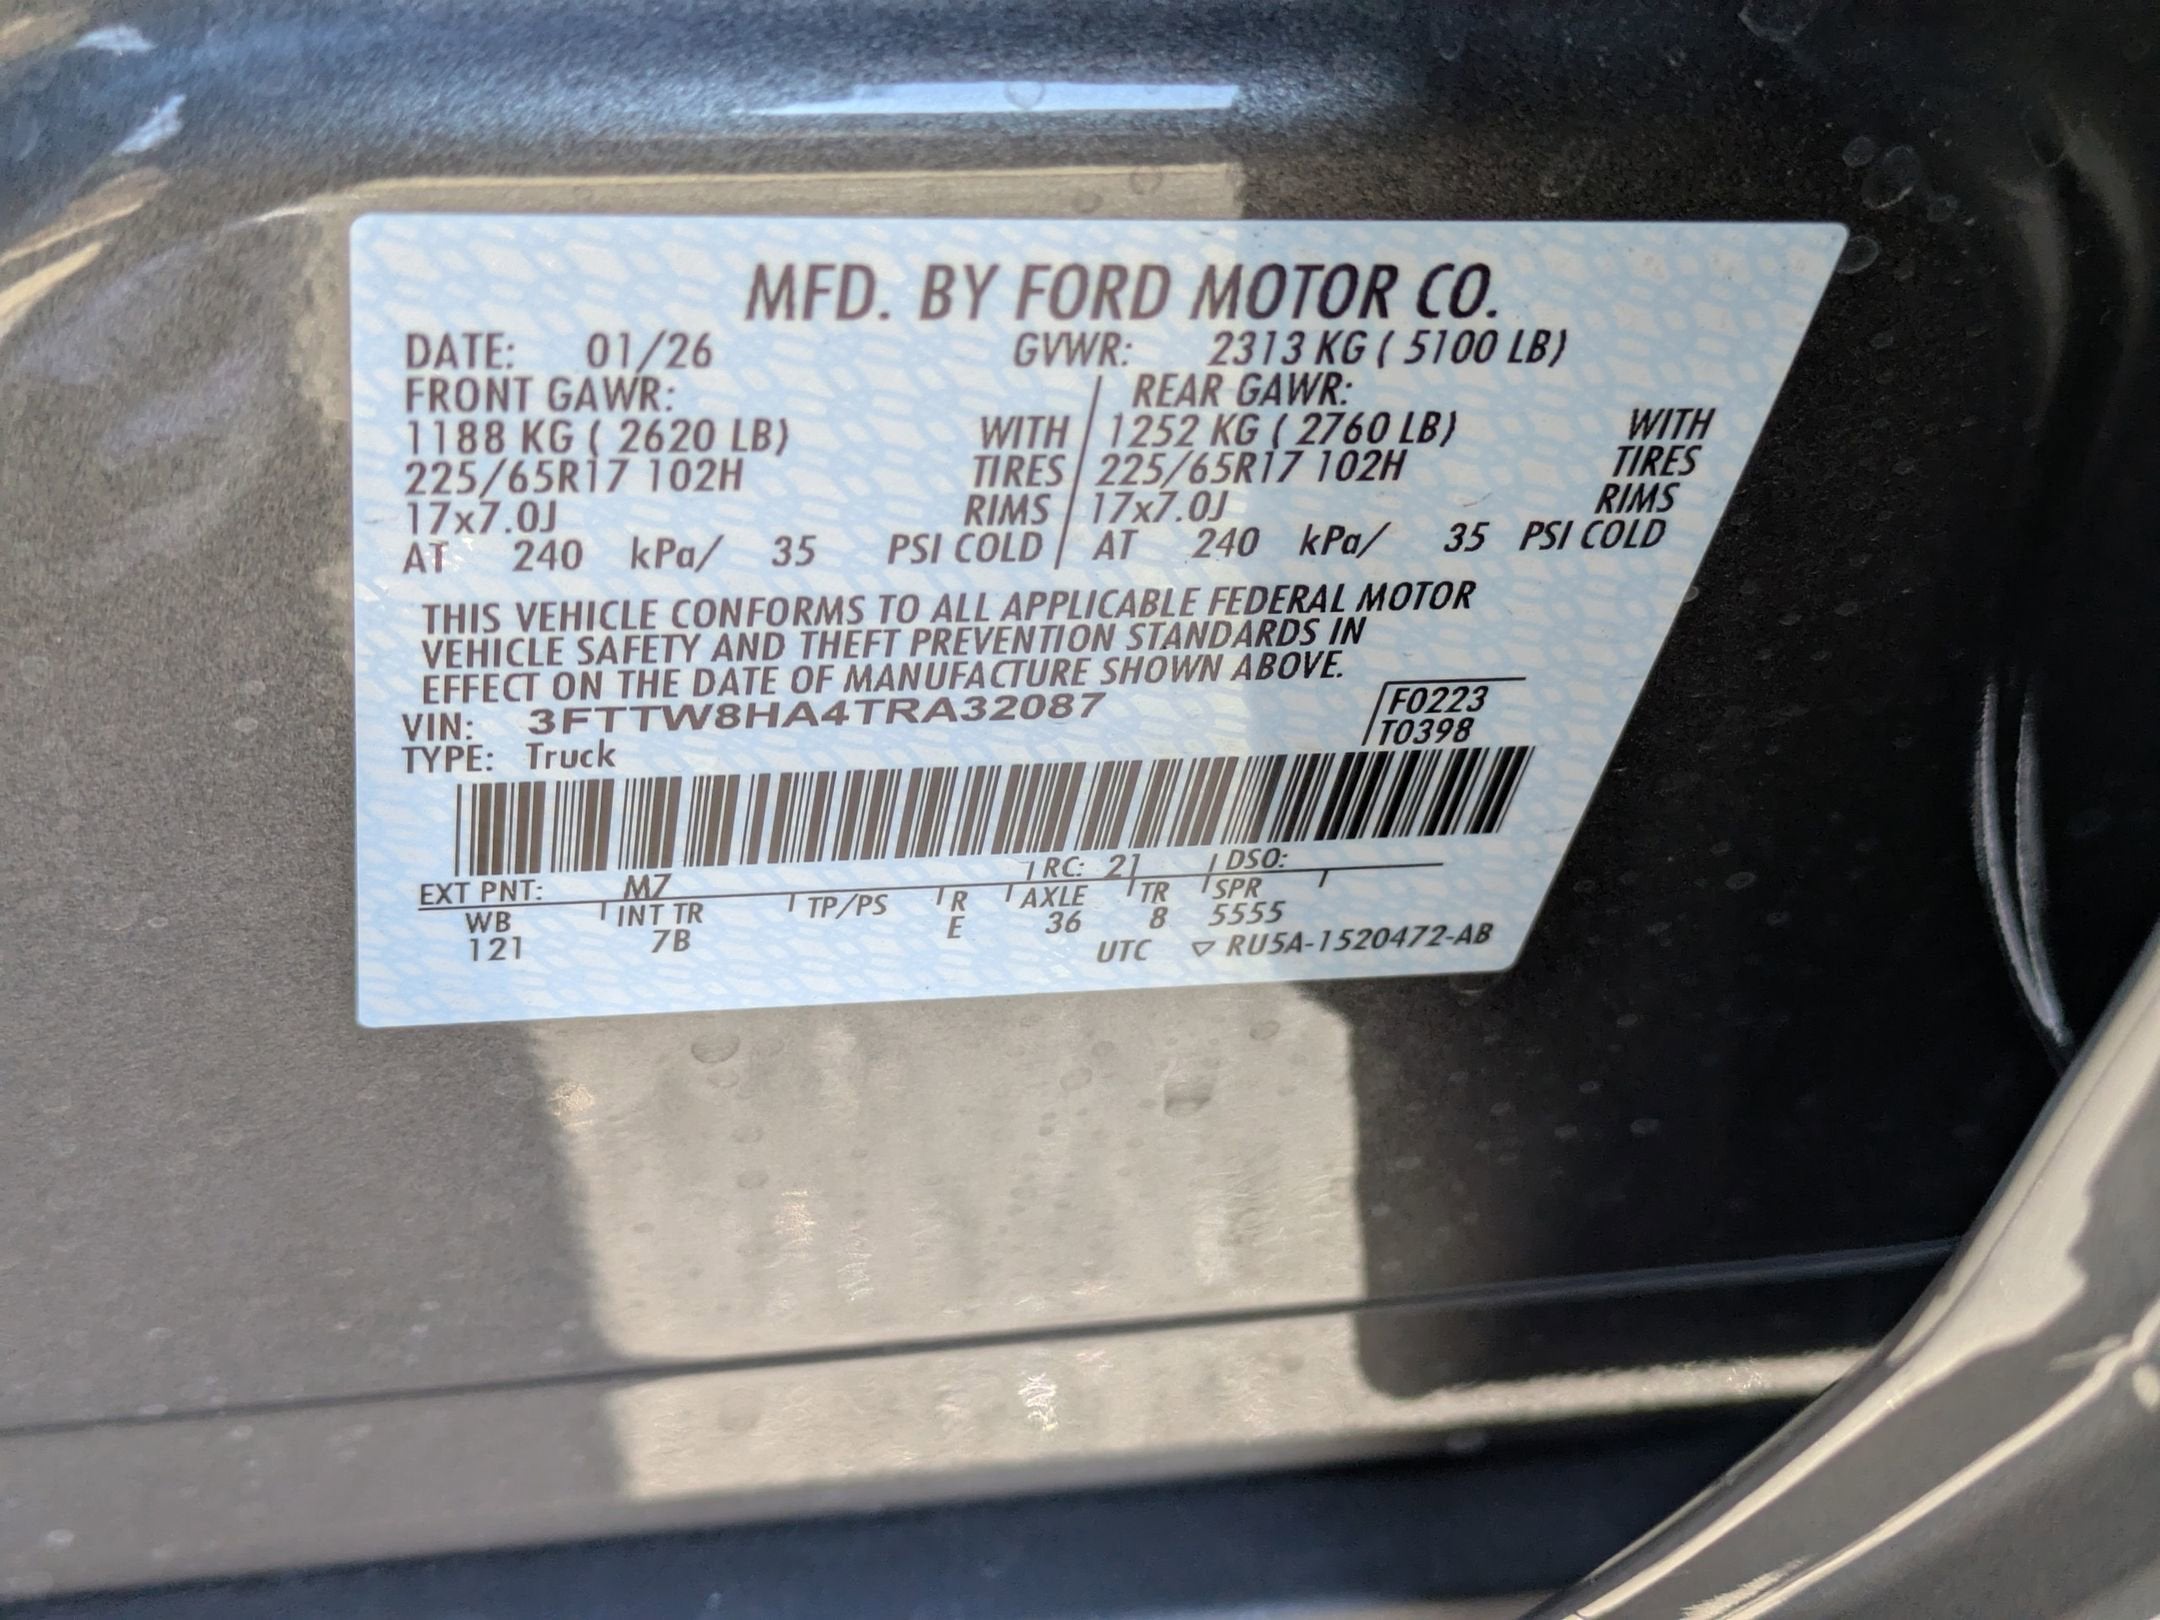 MFD. BY FORD MOTOR CO.
DATE: 01/26 GVWR: 2313 KG ( 5100 LB)
FRONT GAWR: REAR GAWR:
1188 KG ( 2620 LB) WITH 1252 KG ( 2760 LB) WITH
225/65R17 102H TIRES 225/65R17 102H TIRES
17x7.0J RIMS 17x7.0J RIMS
AT 240 kPa/ 35 PSI COLD AT 240 kPa/ 35 PSI COLD
THIS VEHICLE CONFORMS TO ALL APPLICABLE FEDERAL MOTOR
VEHICLE SAFETY AND THEFT PREVENTION STANDARDS IN
EFFECT ON THE DATE OF MANUFACTURE SHOWN ABOVE.
VIN: 3FTTW8HA4TRA32087 F0223
TYPE: Truck T0398
EXT PNT: M7 RC: 21 DSO:
WB INT TR TP/PS R AXLE TR SPR
121 7B E 36 8 5555
UTC ▽ RU5A-1520472-AB